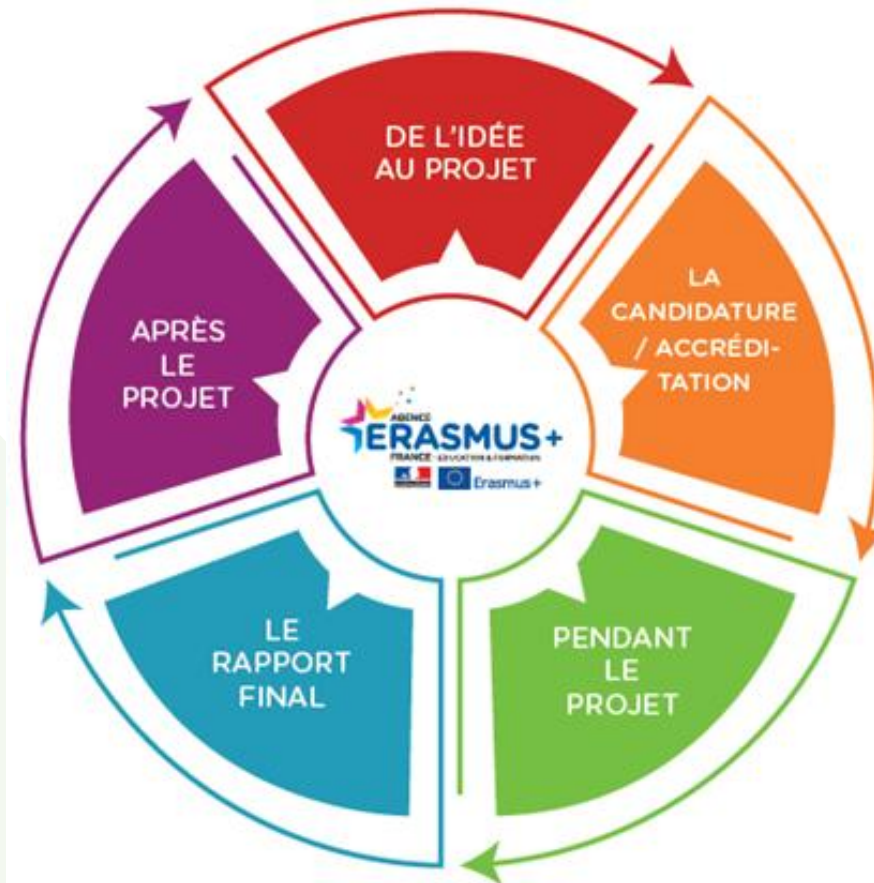 DE L'IDÉE
AU PROJET
LA
CANDIDATURE
/ ACCRÉDI-
TATION
PENDANT
LE
PROJET
LE
RAPPORT
FINAL
APRÈS
LE
PROJET
AGENCE
ERASMUS+
FRANCE - EDUCATION & FORMATION
Erasmus+